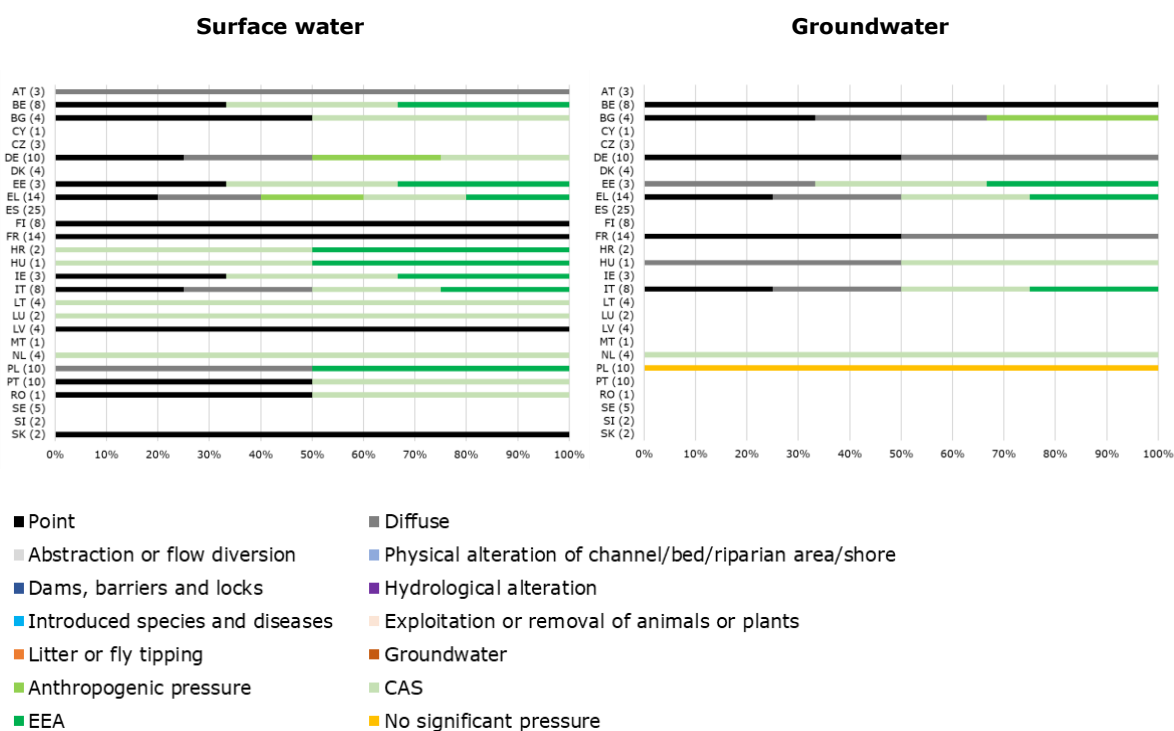 Surface water
Groundwater
AT (3)
BE (8)
BG (4)
CY (1)
CZ (3)
DE (10)
DK (4)
EE (3)
EL (14)
ES (25)
FI (8)
FR (14)
HR (2)
HU (1)
IE (3)
IT (8)
LT (4)
LU (2)
LV (4)
MT (1)
NL (4)
PL (10)
PT (10)
RO (1)
SE (5)
SI (2)
SK (2)
0% 10% 20% 30% 40% 50% 60% 70% 80% 90% 100%
AT (3)
BE (8)
BG (4)
CY (1)
CZ (3)
DE (10)
DK (4)
EE (3)
EL (14)
ES (25)
FI (8)
FR (14)
HR (2)
HU (1)
IE (3)
IT (8)
LT (4)
LU (2)
LV (4)
MT (1)
NL (4)
PL (10)
PT (10)
RO (1)
SE (5)
SI (2)
SK (2)
0% 10% 20% 30% 40% 50% 60% 70% 80% 90% 100%
Point
Diffuse
Abstraction or flow diversion
Physical alteration of channel/bed/riparian area/shore
Dams, barriers and locks
Hydrological alteration
Introduced species and diseases
Exploitation or removal of animals or plants
Litter or fly tipping
Groundwater
Anthropogenic pressure
CAS
EEA
No significant pressure